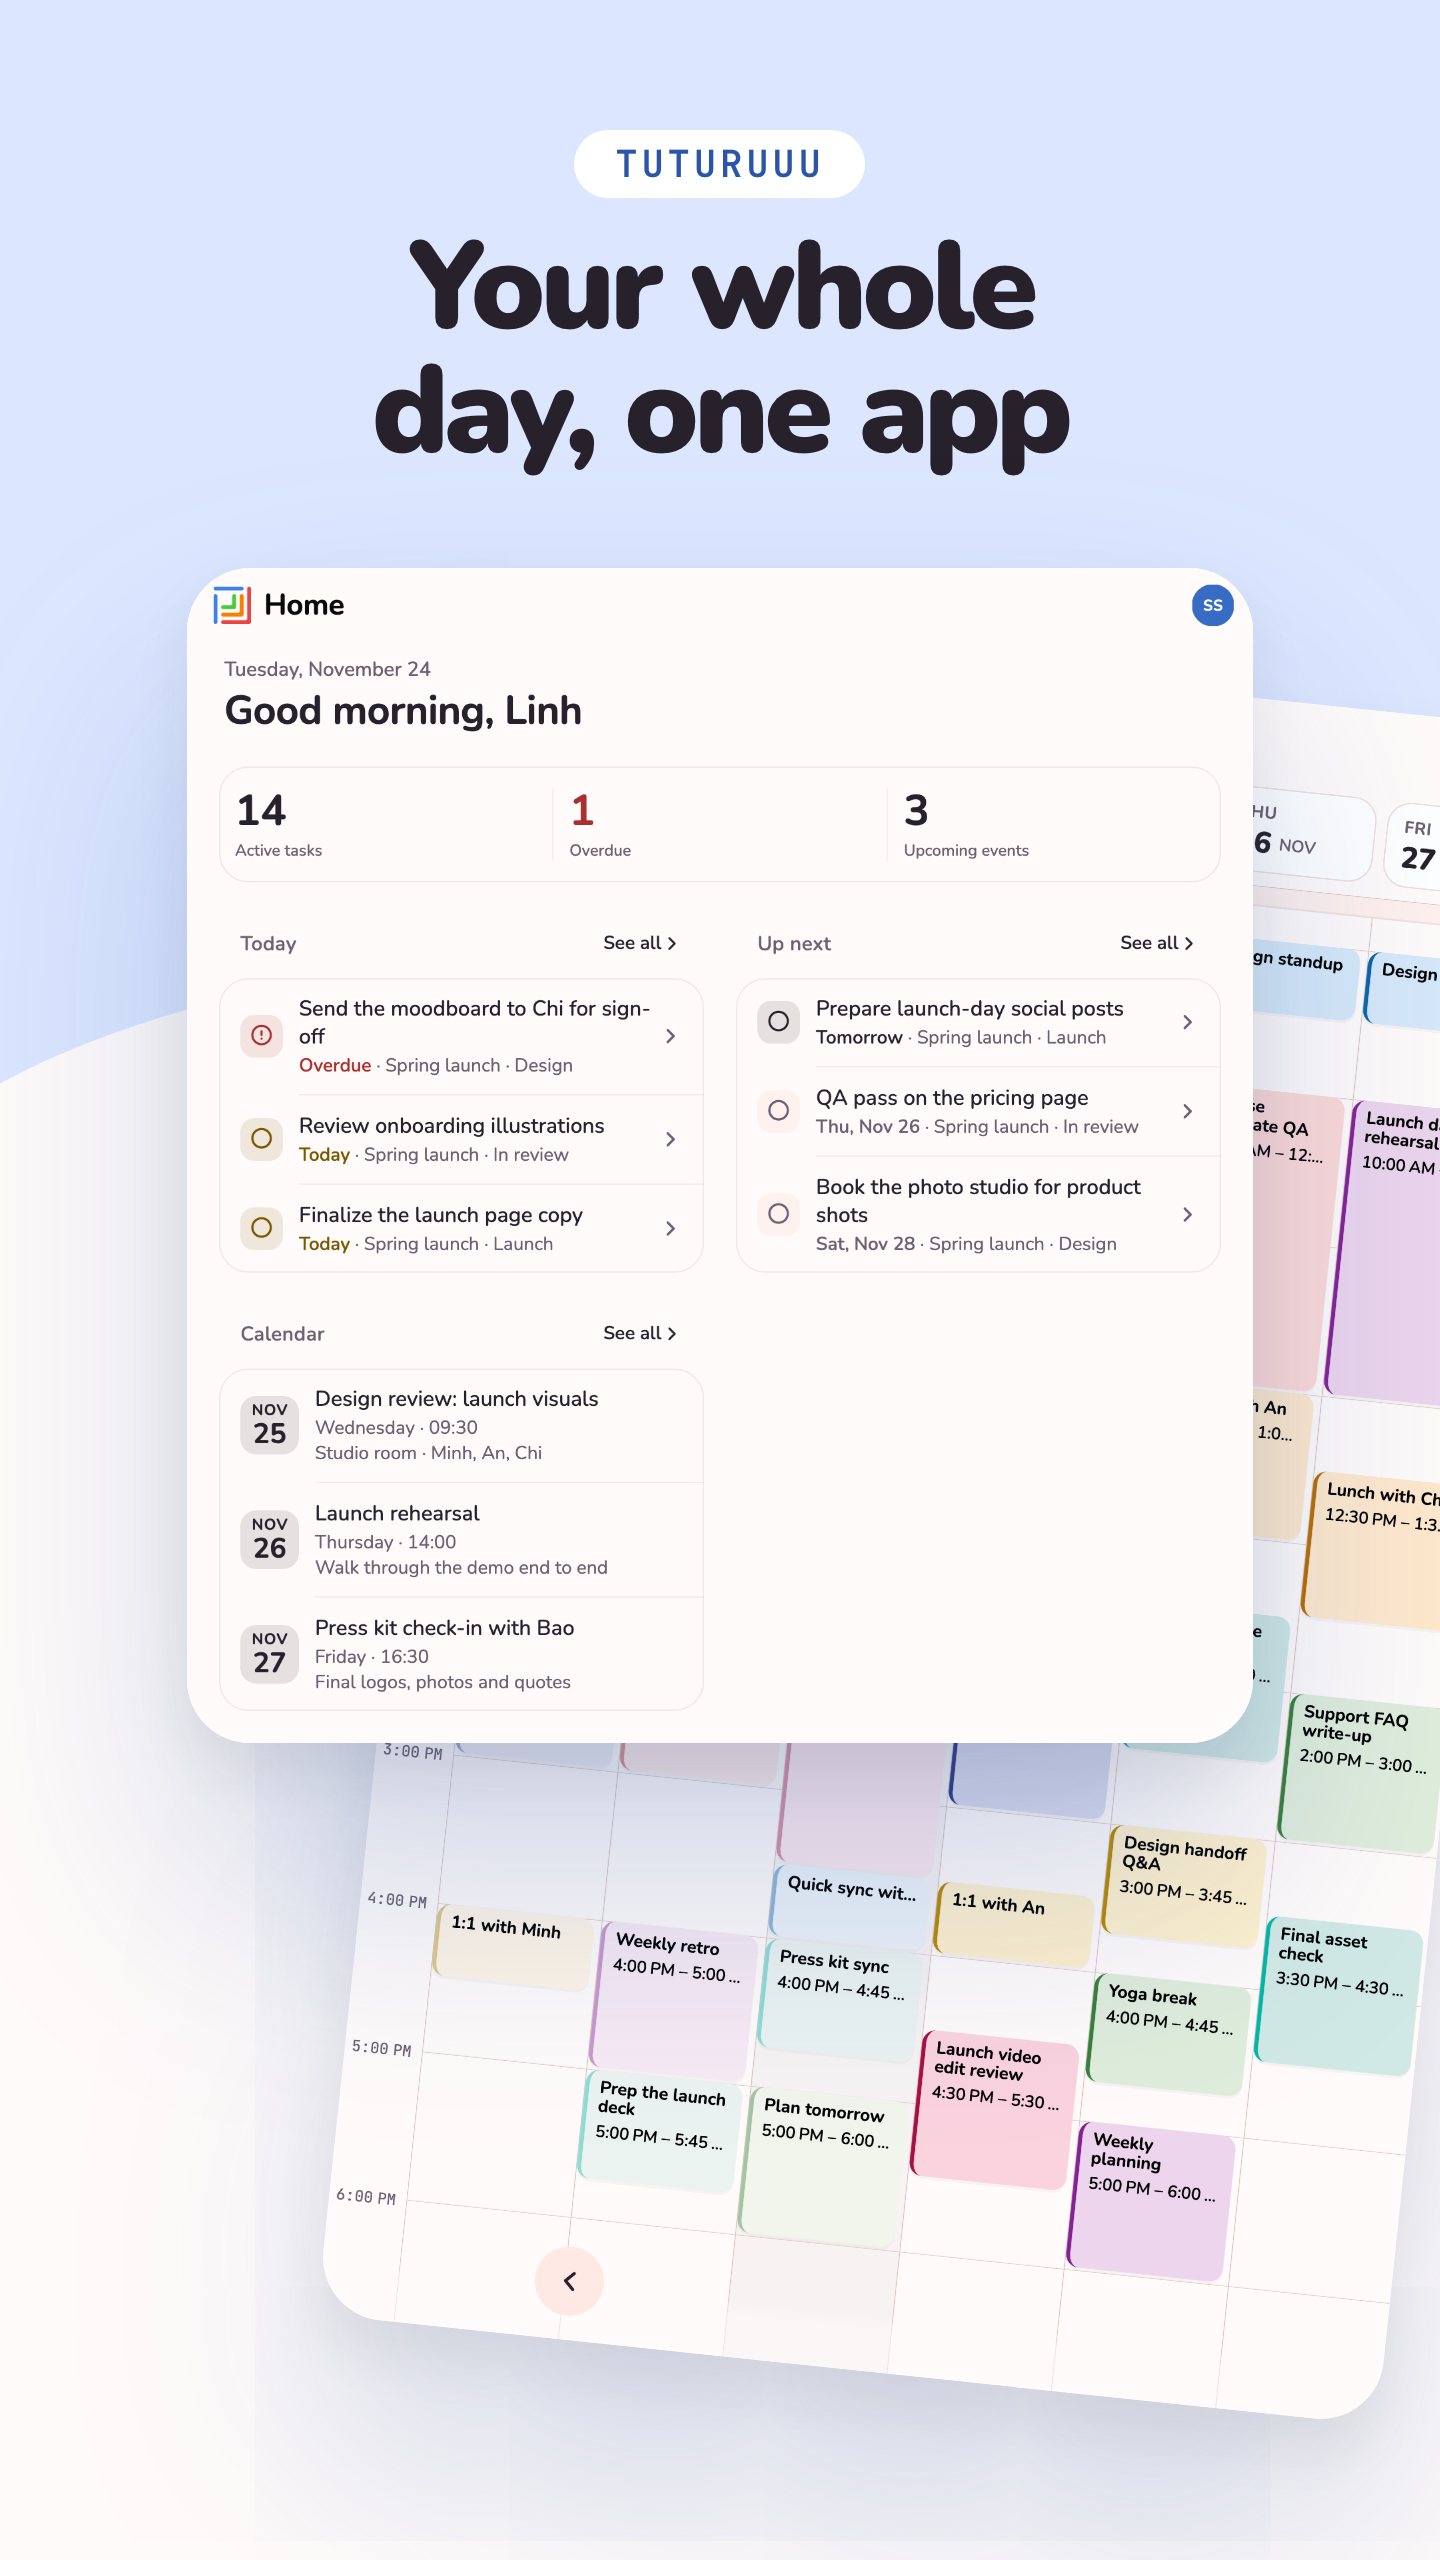 TUTURUUU
Your whole
day, one app
Home
SS
Tuesday, November 24
Good morning, Linh
14
Active tasks
1
Overdue
3
Upcoming events
Today
See all
Send the moodboard to Chi for sign-
off
Overdue · Spring launch · Design
Review onboarding illustrations
Today · Spring launch · In review
Finalize the launch page copy
Today · Spring launch · Launch
Up next
See all
Prepare launch-day social posts
Tomorrow · Spring launch · Launch
QA pass on the pricing page
Thu, Nov 26 · Spring launch · In review
Book the photo studio for product
shots
Sat, Nov 28 · Spring launch · Design
Calendar
See all
NOV
25
Design review: launch visuals
Wednesday · 09:30
Studio room · Minh, An, Chi
NOV
26
Launch rehearsal
Thursday · 14:00
Walk through the demo end to end
NOV
27
Press kit check-in with Bao
Friday · 16:30
Final logos, photos and quotes
HU
6 NOV
FRI
27
gn standup
Design
ate QA
AM – 12:...
Launch d
rehearsal
10:00 AM
An
1:0...
Lunch with Ch
12:30 PM – 1:3
Support FAQ
write-up
2:00 PM – 3:00 ...
3:00 PM
4:00 PM
5:00 PM
6:00 PM
1:1 with Minh
Weekly retro
4:00 PM – 5:00 ...
Prep the launch
deck
5:00 PM – 5:45 ...
Quick sync wit...
Press kit sync
4:00 PM – 4:45 ...
Plan tomorrow
5:00 PM – 6:00 ...
1:1 with An
Launch video
edit review
4:30 PM – 5:30 ...
Design handoff
Q&A
3:00 PM – 3:45 ...
Yoga break
4:00 PM – 4:45 ...
Weekly
planning
5:00 PM – 6:00 ...
Final asset
check
3:30 PM – 4:30 ...